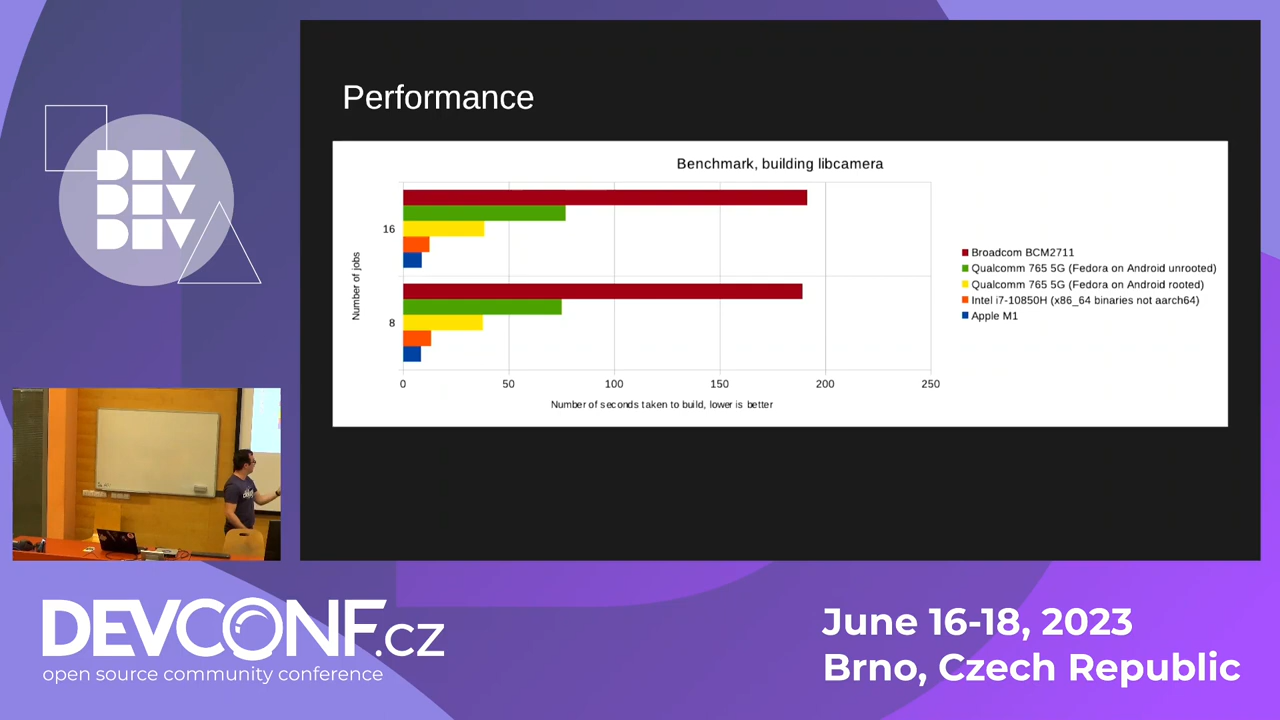 DEV
DEV
DEV
Performance
Benchmark, building libcamera
Number of jobs
16
8
0
50
100
150
200
250
Number of seconds taken to build, lower is better
Broadcom BCM2711
Qualcomm 765 5G (Fedora on Android unrooted)
Qualcomm 765 5G (Fedora on Android rooted)
Intel i7-10850H (x86_64 binaries not aarch64)
Apple M1
DEVCONF.CZ
open source community conference
June 16-18, 2023
Brno, Czech Republic